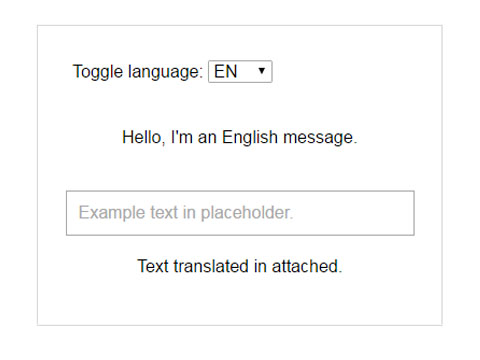 Toggle language: EN
Hello, I'm an English message.
Example text in placeholder.
Text translated in attached.